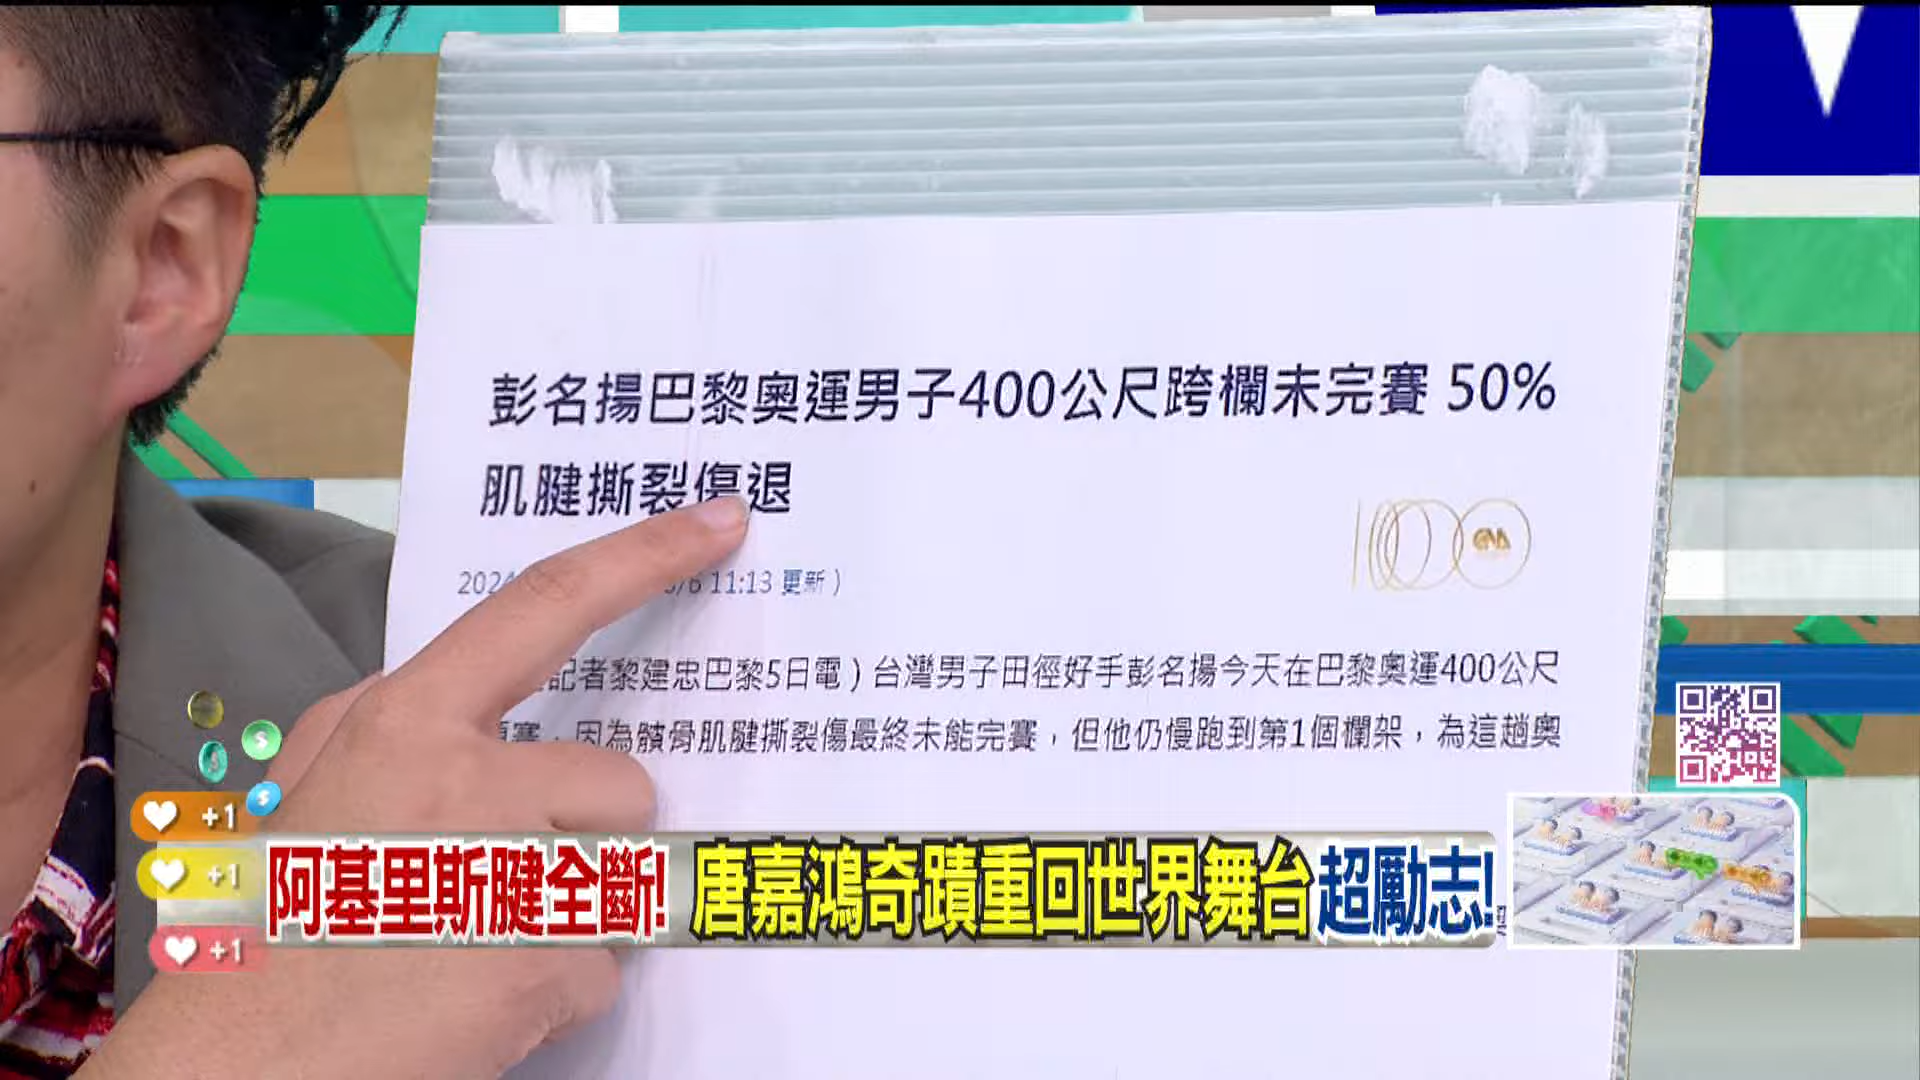 彭名揚巴黎奧運男子400公尺跨欄未完賽 50%
肌腱撕裂傷退
CNA
2024 /6 11:13 更新)
記者黎建忠巴黎5日電)台灣男子田徑好手彭名揚今天在巴黎奧運400公尺
賽,因為髕骨肌腱撕裂傷最終未能完賽,但他仍慢跑到第1個欄架,為這趟奧
+1
+1
+1
阿基里斯腱全斷! 唐嘉鴻奇蹟重回世界舞台超勵志!